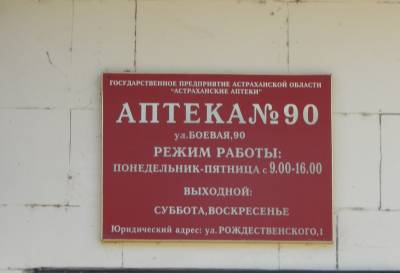 ГОСУДАРСТВЕННОЕ ПРЕДПРИЯТИЕ АСТРАХАНСКОЙ ОБЛАСТИ
"АСТРАХАНСКИЕ АПТЕКИ"
АПТЕКА№90
ул.БОЕВАЯ,90
РЕЖИМ РАБОТЫ:
ПОНЕДЕЛЬНИК-ПЯТНИЦА с 9.00-16.00
ВЫХОДНОЙ:
СУББОТА,ВОСКРЕСЕНЬЕ
Юридический адрес: ул.РОЖДЕСТВЕНСКОГО,1